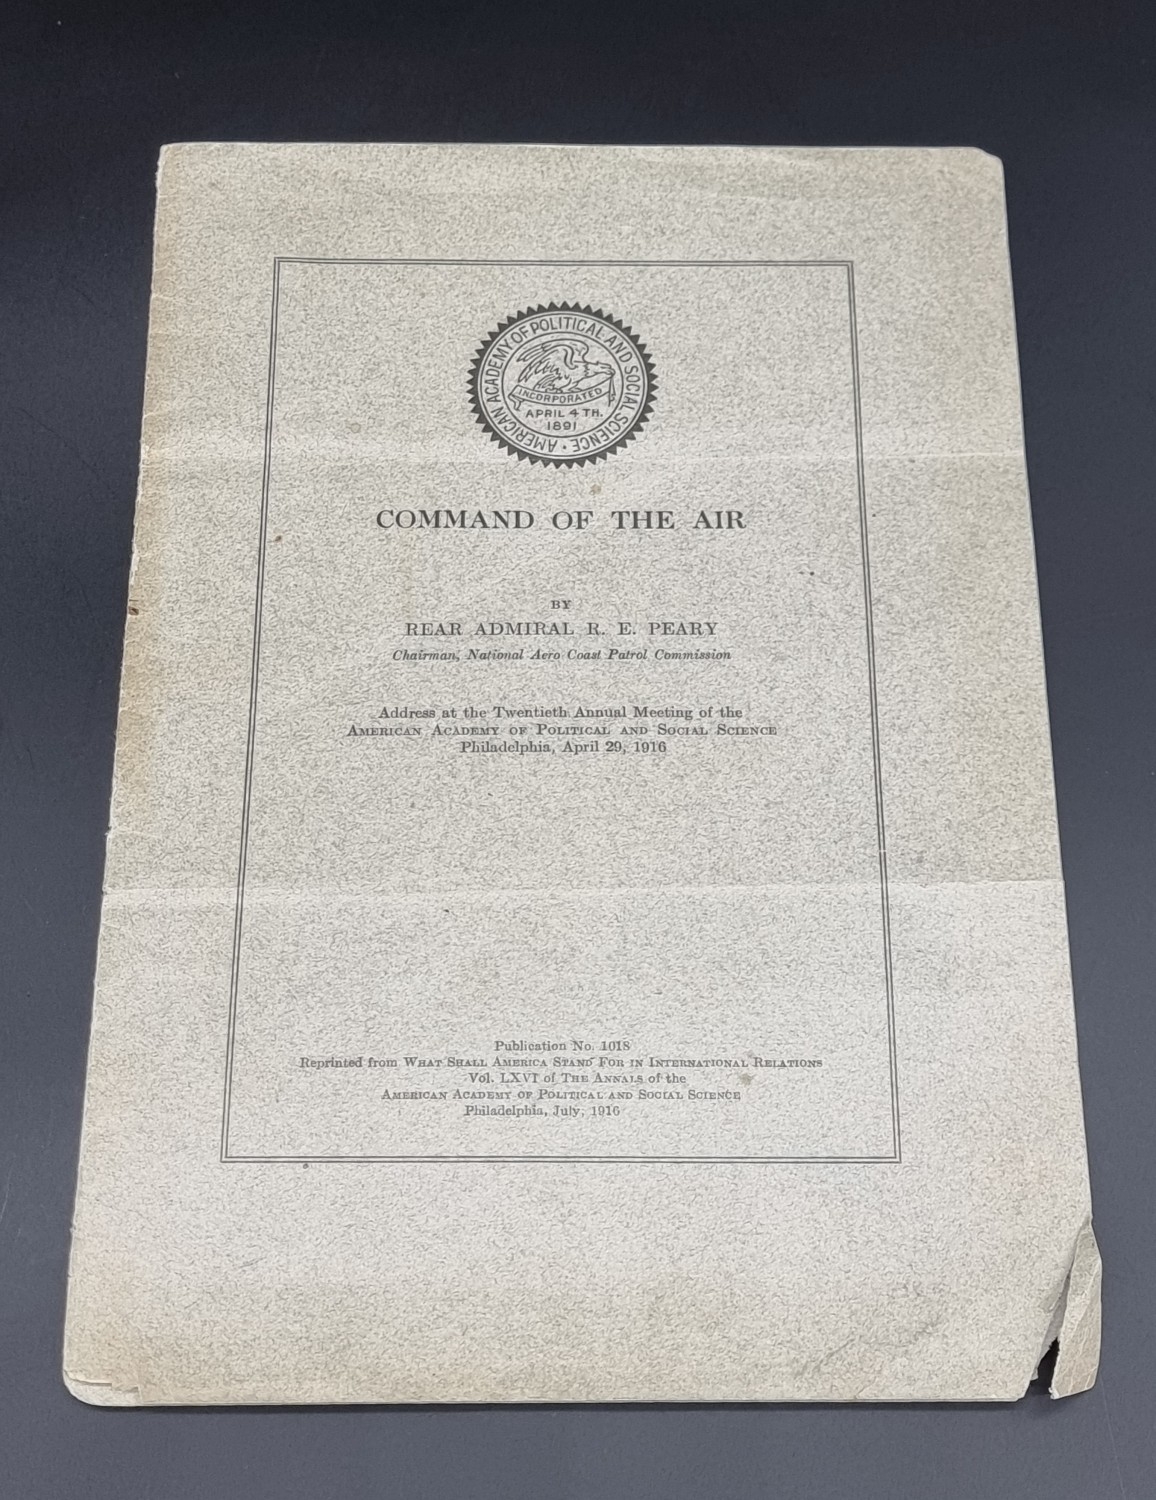 AMERICAN ACADEMY OF POLITICAL AND SOCIAL SCIENCE ·
INCORPORATED
APRIL 4TH.
1891
COMMAND OF THE AIR
BY
REAR ADMIRAL R. E. PEARY
Chairman, National Aero Coast Patrol Commission
Address at the Twentieth Annual Meeting of the
AMERICAN ACADEMY OF POLITICAL AND SOCIAL SCIENCE
Philadelphia, April 29, 1916
Publication No. 1018
Reprinted from WHAT SHALL AMERICA STAND FOR IN INTERNATIONAL RELATIONS
Vol. LXVI of THE ANNALS of the
AMERICAN ACADEMY OF POLITICAL AND SOCIAL SCIENCE
Philadelphia, July, 1916